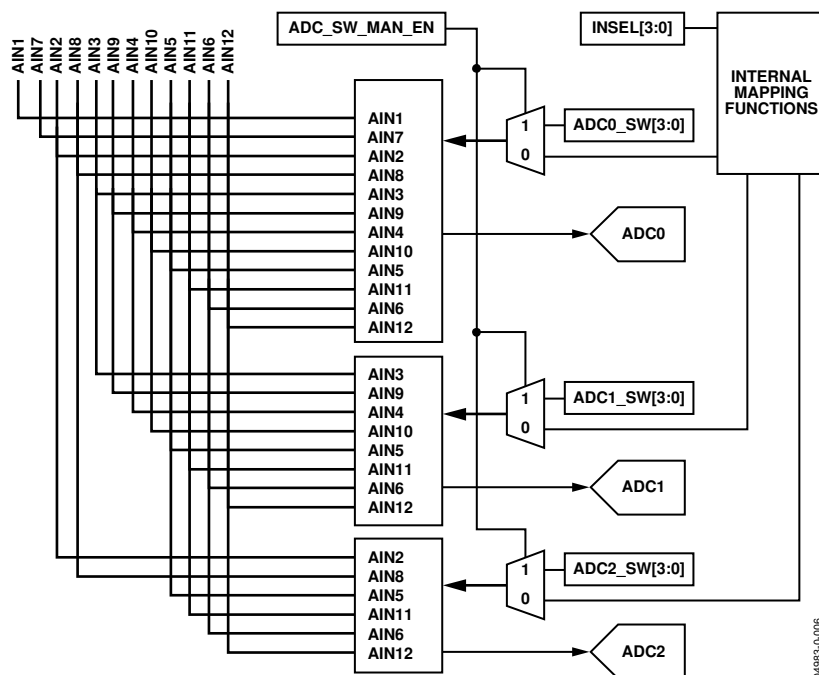 AIN1
AIN7
AIN2
AIN8
AIN3
AIN9
AIN4
AIN10
AIN5
AIN11
AIN6
AIN12
ADC_SW_MAN_EN
INSEL[3:0]
INTERNAL
MAPPING
FUNCTIONS
AIN1
AIN7
AIN2
AIN8
AIN3
AIN9
AIN4
AIN10
AIN5
AIN11
AIN6
AIN12
1
0
ADC0_SW[3:0]
ADC0
AIN3
AIN9
AIN4
AIN10
AIN5
AIN11
AIN6
AIN12
1
0
ADC1_SW[3:0]
ADC1
AIN2
AIN8
AIN5
AIN11
AIN6
AIN12
1
0
ADC2_SW[3:0]
ADC2
04983-0-006